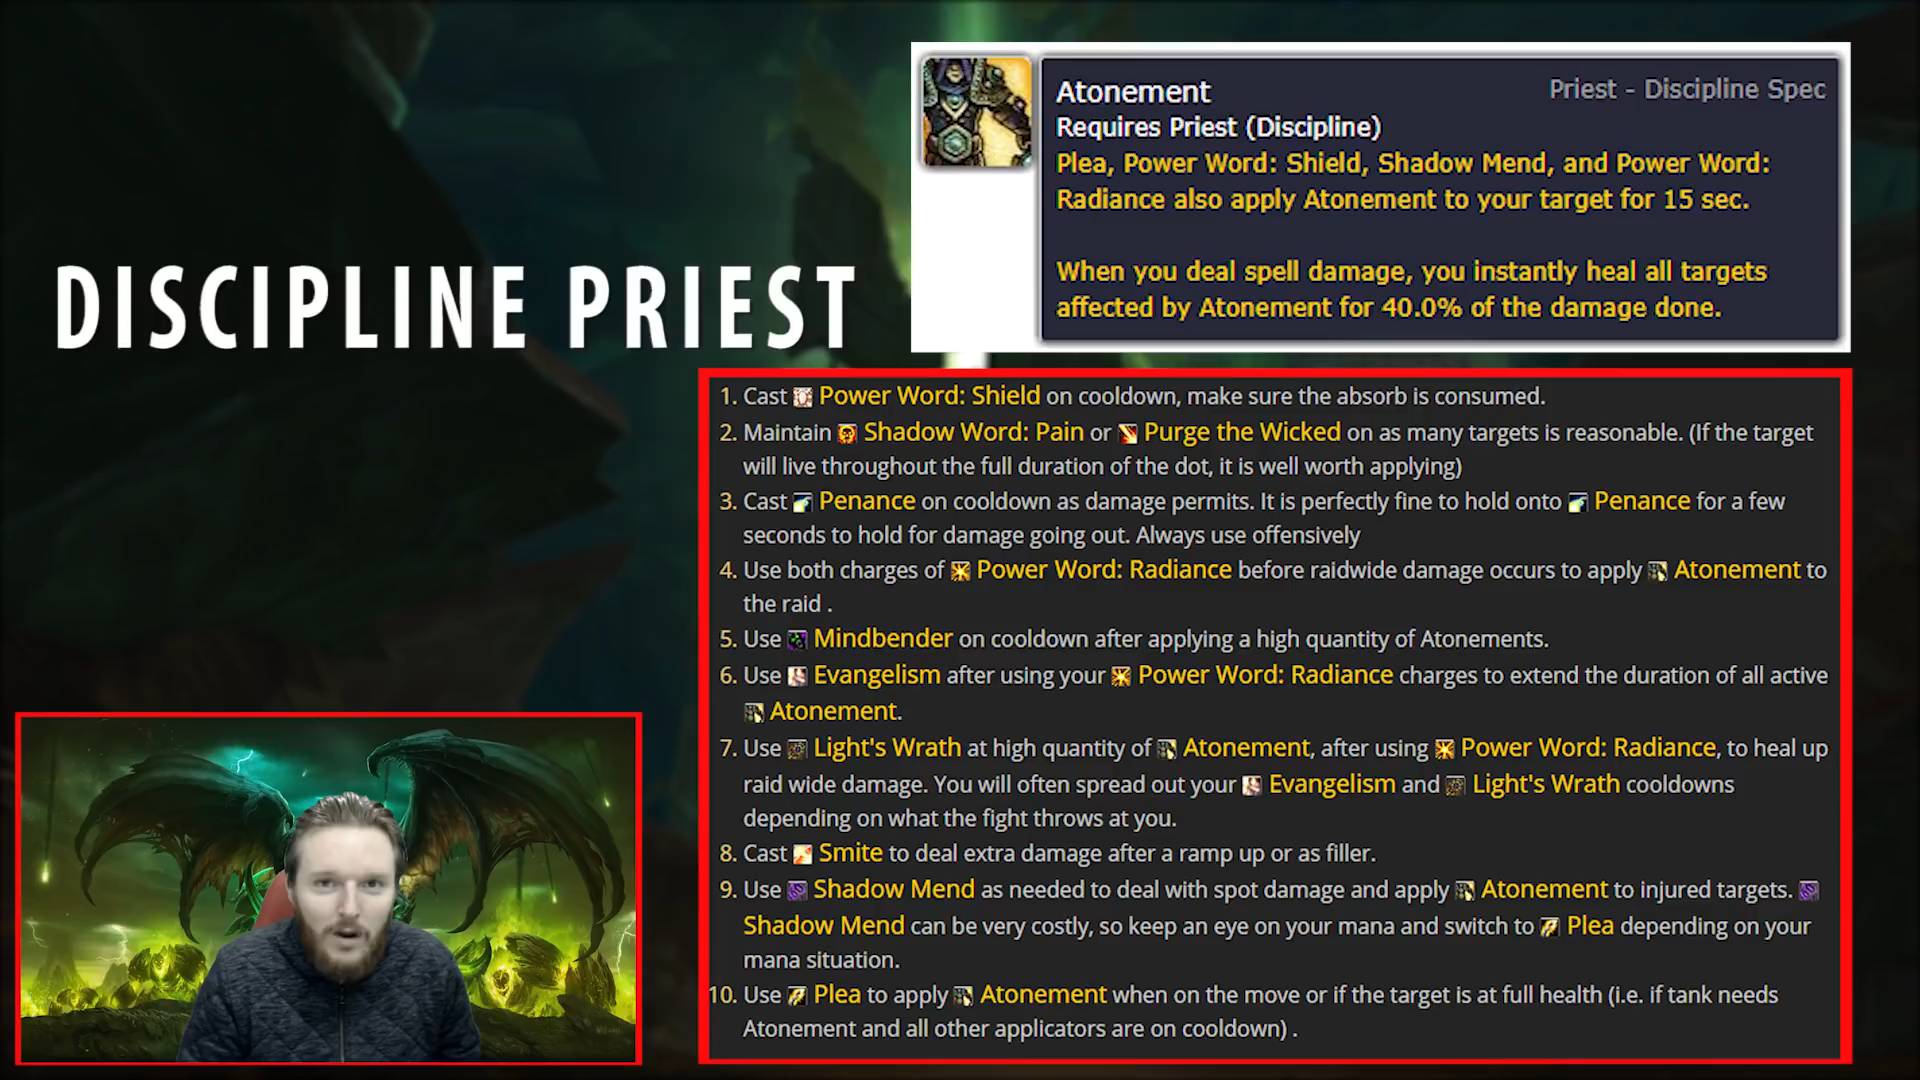 DISCIPLINE PRIEST
Atonement
Priest - Discipline Spec
Requires Priest (Discipline)
Plea, Power Word: Shield, Shadow Mend, and Power Word:
Radiance also apply Atonement to your target for 15 sec.
When you deal spell damage, you instantly heal all targets
affected by Atonement for 40.0% of the damage done.
1. Cast Power Word: Shield on cooldown, make sure the absorb is consumed.
2. Maintain Shadow Word: Pain or Purge the Wicked on as many targets is reasonable. (If the target
will live throughout the full duration of the dot, it is well worth applying)
3. Cast Penance on cooldown as damage permits. It is perfectly fine to hold onto Penance for a few
seconds to hold for damage going out. Always use offensively
4. Use both charges of Power Word: Radiance before raidwide damage occurs to apply Atonement to
the raid .
5. Use Mindbender on cooldown after applying a high quantity of Atonements.
6. Use Evangelism after using your Power Word: Radiance charges to extend the duration of all active
Atonement.
7. Use Light's Wrath at high quantity of Atonement, after using Power Word: Radiance, to heal up
raid wide damage. You will often spread out your Evangelism and Light's Wrath cooldowns
depending on what the fight throws at you.
8. Cast Smite to deal extra damage after a ramp up or as filler.
9. Use Shadow Mend as needed to deal with spot damage and apply Atonement to injured targets.
Shadow Mend can be very costly, so keep an eye on your mana and switch to Plea depending on your
mana situation.
10. Use Plea to apply Atonement when on the move or if the target is at full health (i.e. if tank needs
Atonement and all other applicators are on cooldown) .